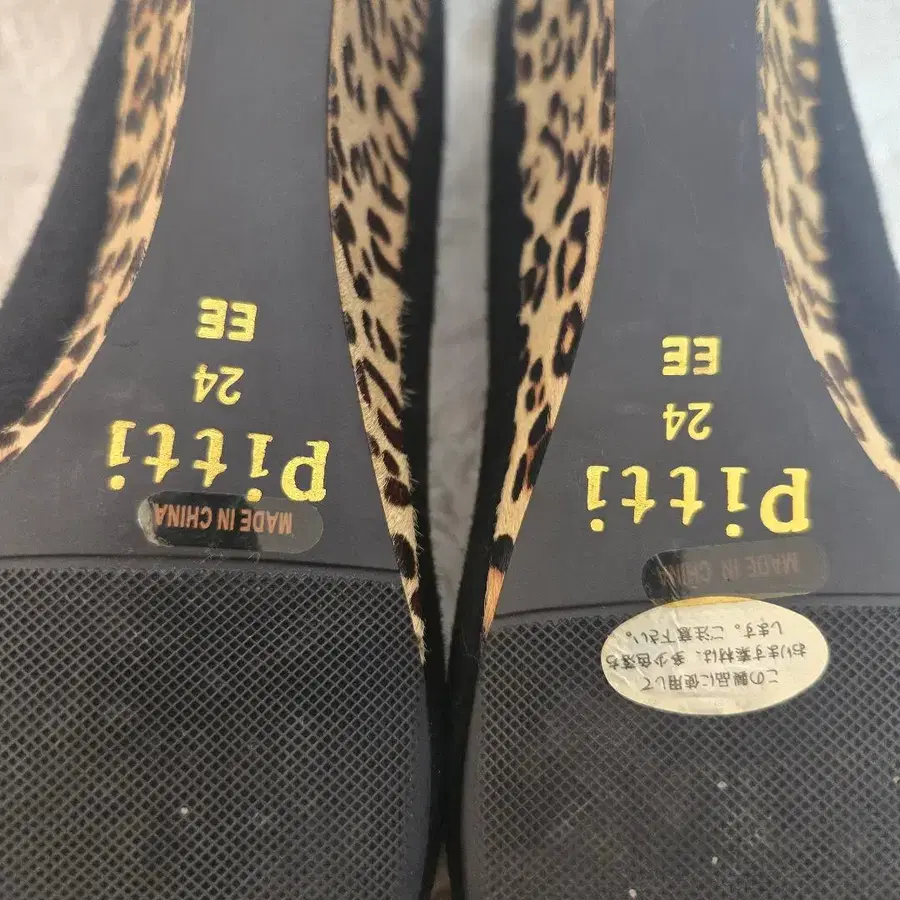 この製品に使用して
おります素材は、多少色落ち
します。ご注意下さい。
MADE IN CHINA
Pitti
24
EE
MADE IN CHINA
Pitti
24
EE